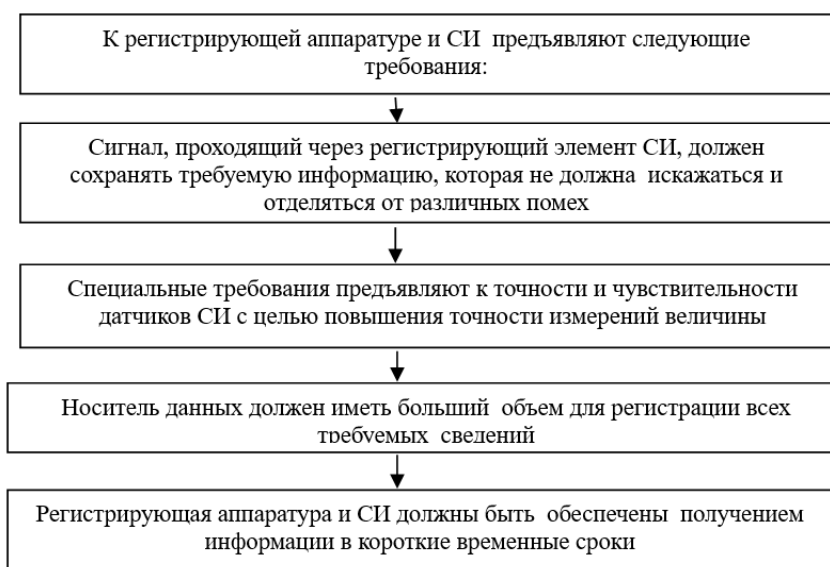 К регистрирующей аппаратуре и СИ предъявляют следующие
требования:
Сигнал, проходящий через регистрирующий элемент СИ, должен
сохранять требуемую информацию, которая не должна искажаться и
отделяться от различных помех
Специальные требования предъявляют к точности и чувствительности
датчиков СИ с целью повышения точности измерений величины
Носитель данных должен иметь больший объем для регистрации всех
требуемых сведений
Регистрирующая аппаратура и СИ должны быть обеспечены получением
информации в короткие временные сроки